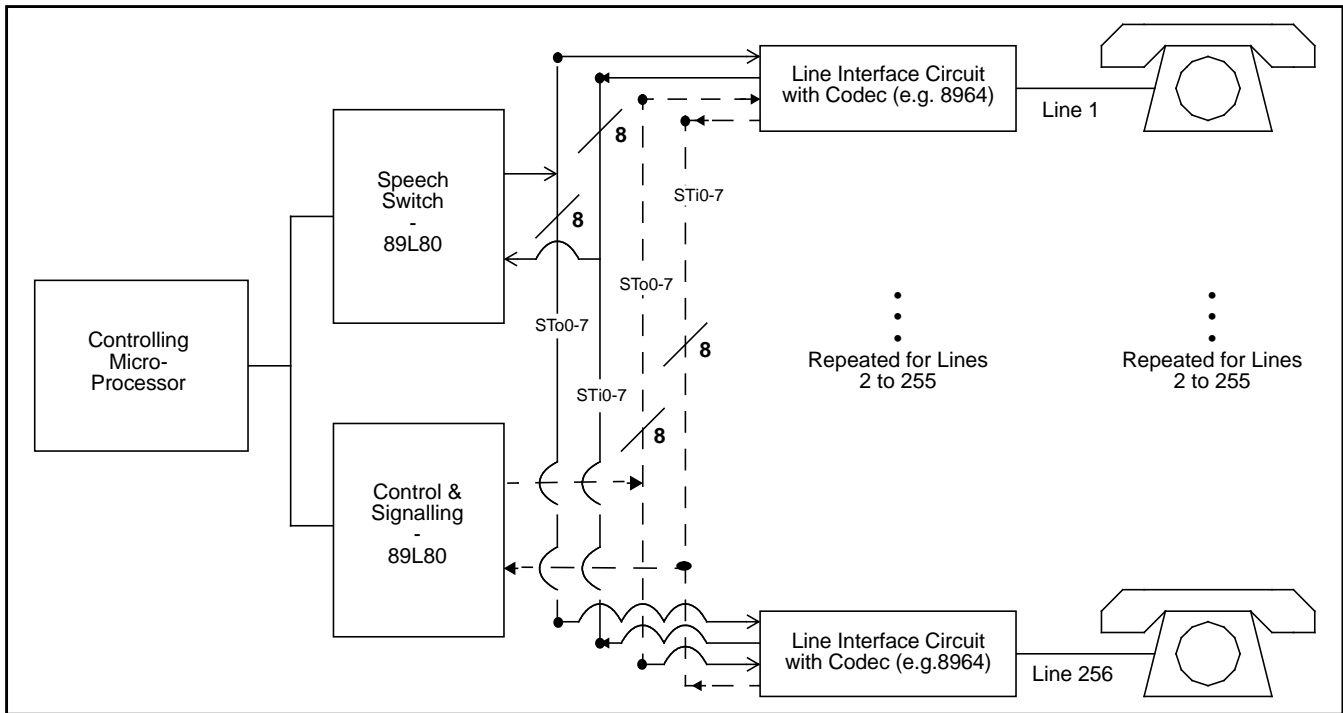 Controlling
Micro-
Processor
Speech
Switch
-
89L80
Control &
Signalling
-
89L80
8
8
STi0-7
STo0-7
STo0-7
8
STi0-7
8
Line Interface Circuit
with Codec (e.g. 8964)
Line 1
Repeated for Lines
2 to 255
Repeated for Lines
2 to 255
Line Interface Circuit
with Codec (e.g.8964)
Line 256